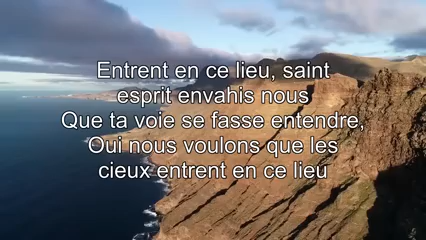 Entrent en ce lieu, saint
esprit envahis nous
Que ta voie se fasse entendre,
Oui nous voulons que les
cieux entrent en ce lieu